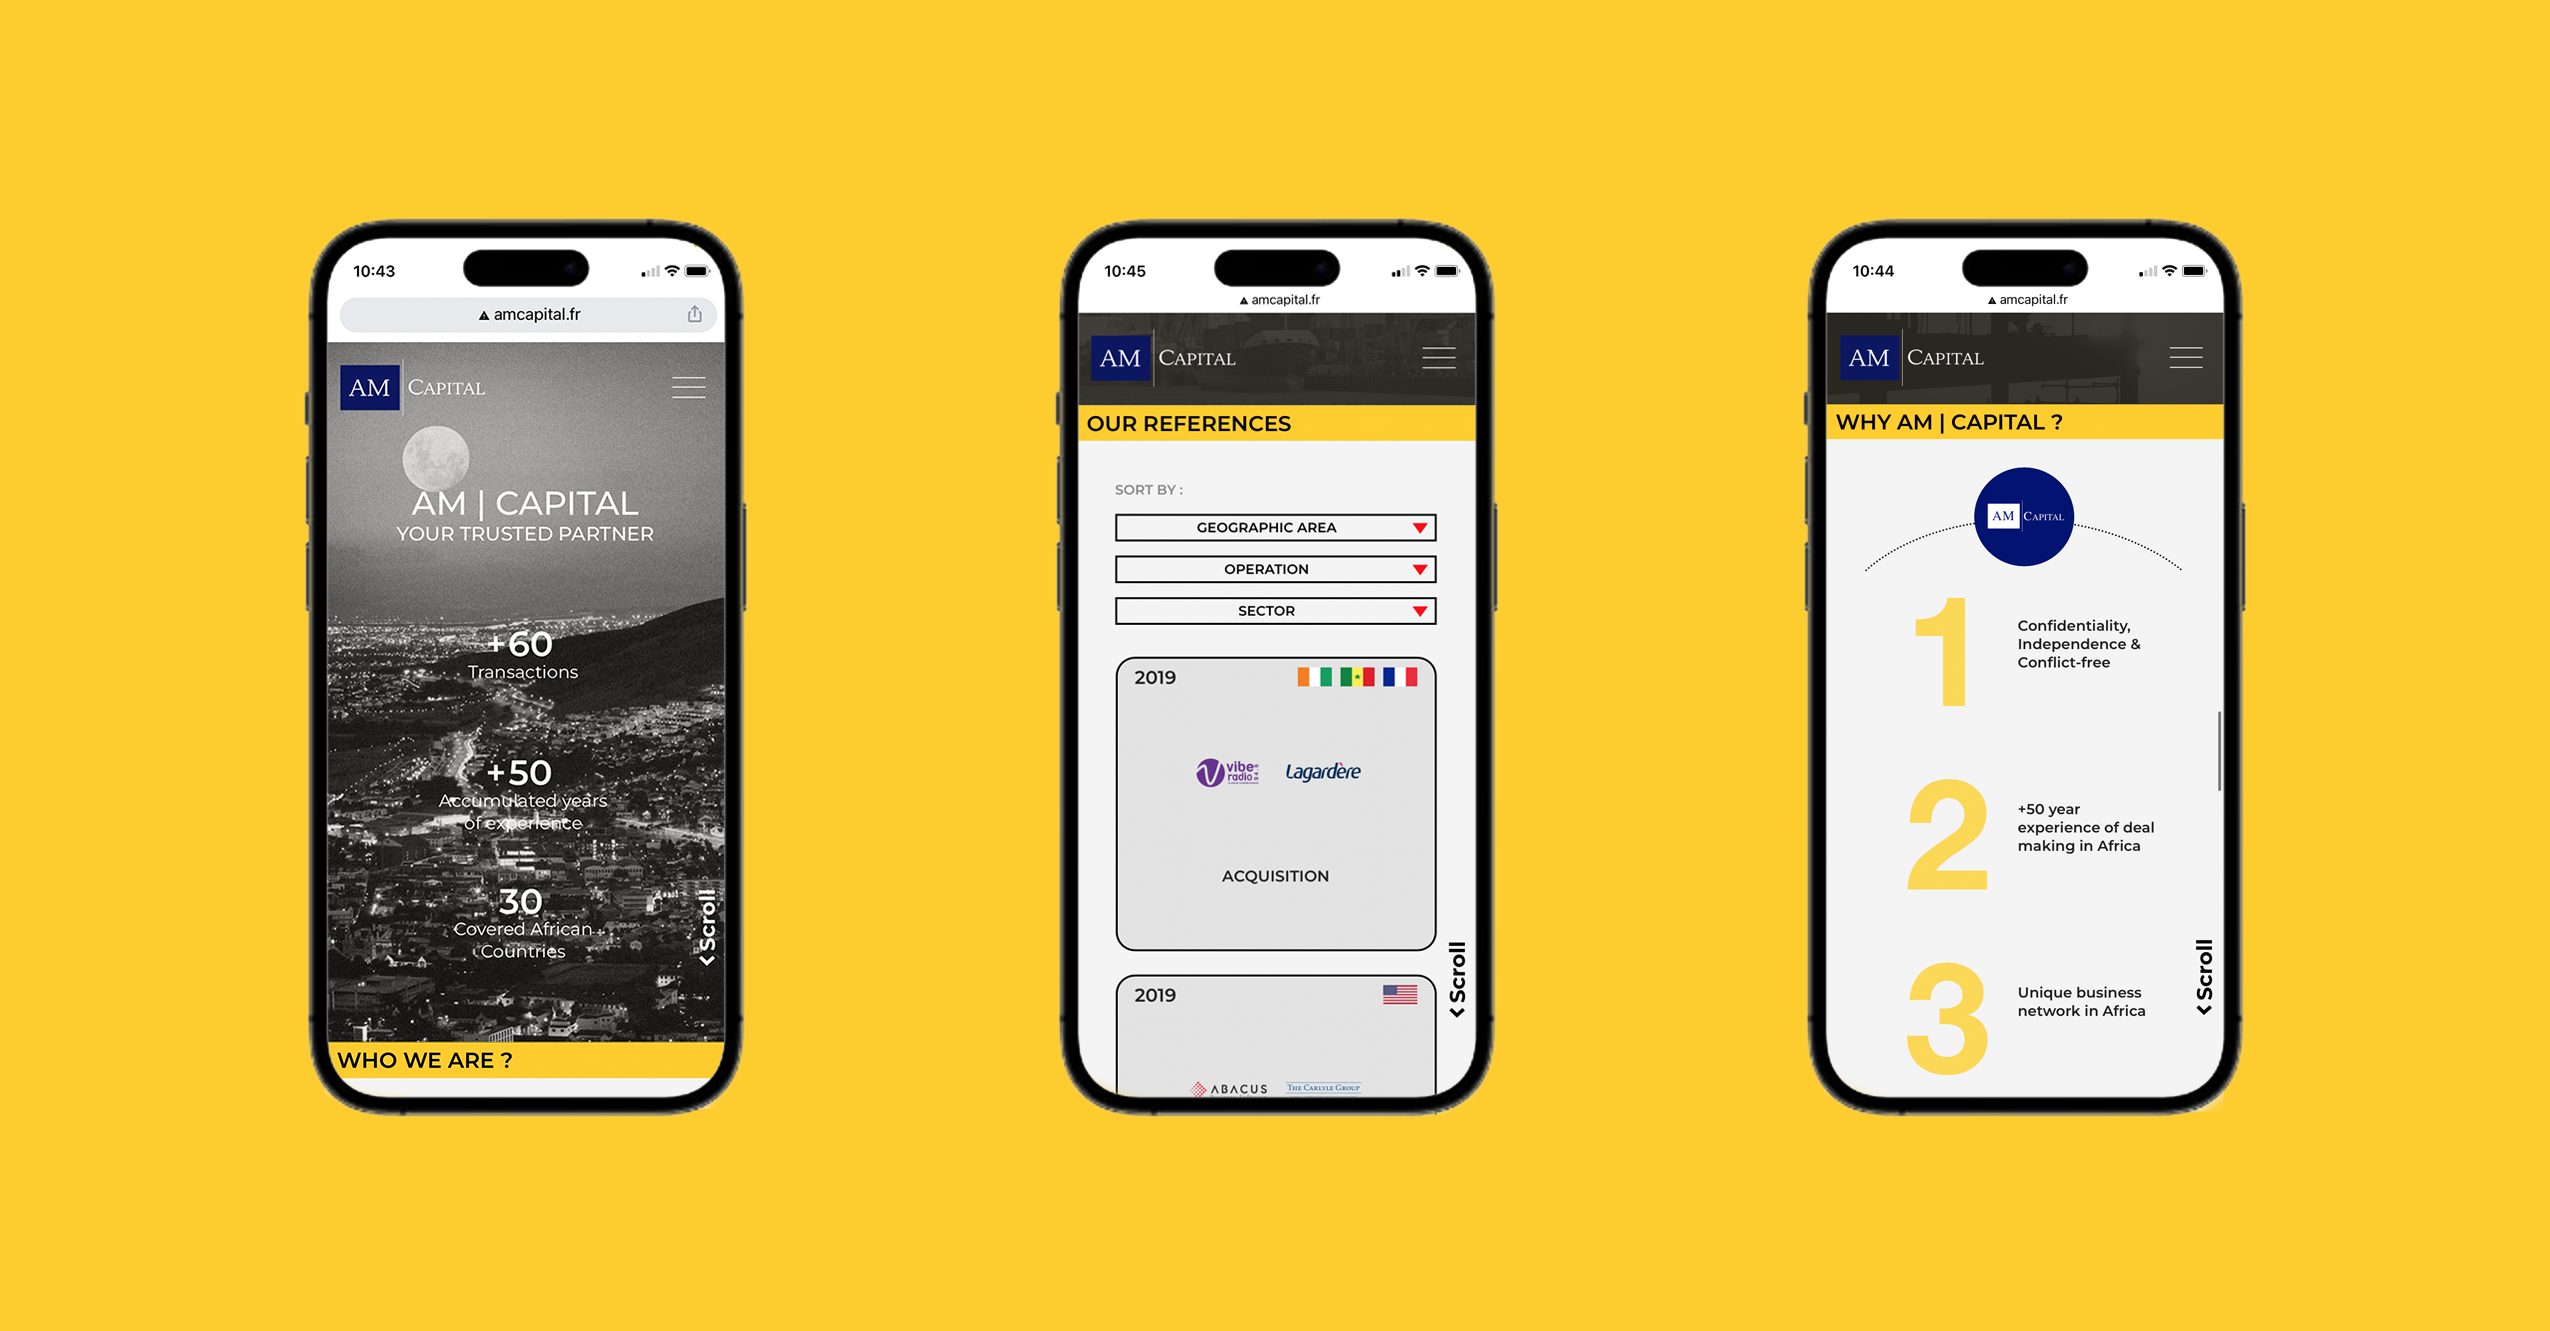 10:43
amcapital.fr
AM CAPITAL
AM | CAPITAL
YOUR TRUSTED PARTNER
+60
Transactions
+50
Accumulated years
of experience
30
Covered African
Countries
Scroll
WHO WE ARE ?
10:45
amcapital.fr
AM CAPITAL
OUR REFERENCES
SORT BY :
GEOGRAPHIC AREA
OPERATION
SECTOR
2019
vibe
radio
Lagardère
ACQUISITION
2019
ABACUS
THE CARLYLE GROUP
Scroll
10:44
amcapital.fr
AM CAPITAL
WHY AM | CAPITAL ?
AM CAPITAL
1
Confidentiality,
Independence &
Conflict-free
2
+50 year
experience of deal
making in Africa
3
Unique business
network in Africa
Scroll